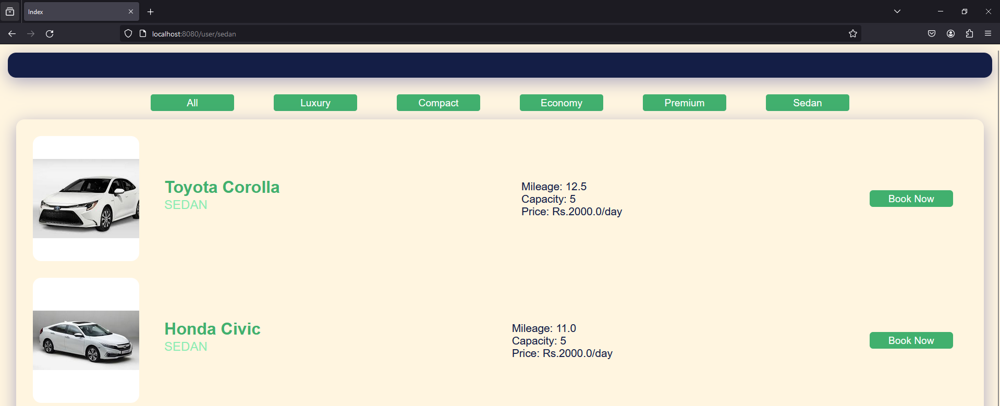 Index
localhost:8080/user/sedan
All
Luxury
Compact
Economy
Premium
Sedan
Toyota Corolla
SEDAN
Mileage: 12.5
Capacity: 5
Price: Rs.2000.0/day
Book Now
Honda Civic
SEDAN
Mileage: 11.0
Capacity: 5
Price: Rs.2000.0/day
Book Now